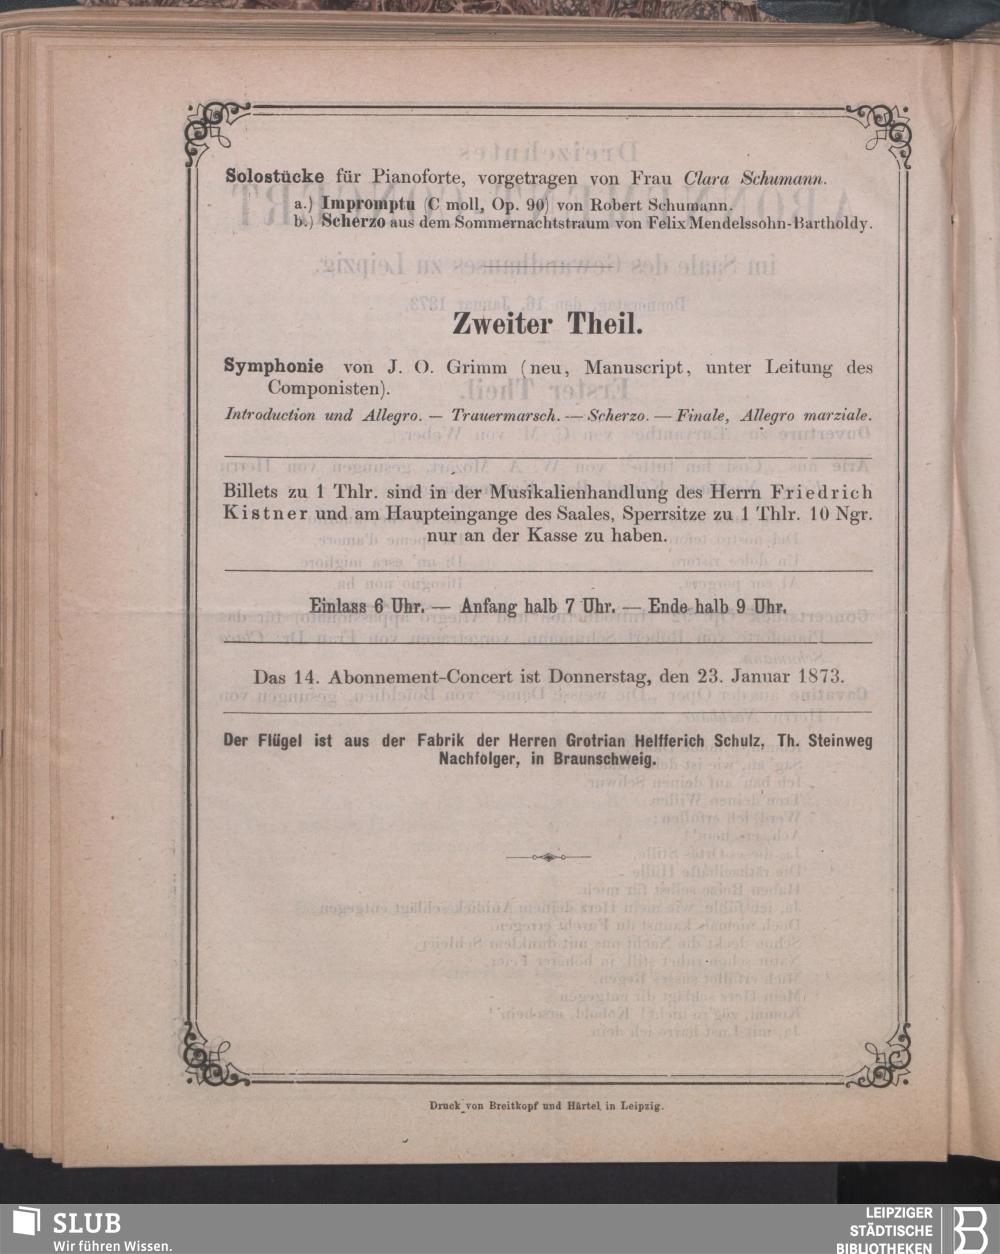 Solostücke für Pianoforte, vorgetragen von Frau Clara Schumann.
a.) Impromptu (C moll, Op. 90) von Robert Schumann.
b.) Scherzo aus dem Sommernachtstraum von Felix Mendelssohn-Bartholdy.
Zweiter Theil.
Symphonie von J. O. Grimm (neu, Manuscript, unter Leitung des
Componisten).
Introduction und Allegro. — Trauermarsch. — Scherzo. — Finale, Allegro marziale.
Billets zu 1 Thlr. sind in der Musikalienhandlung des Herrn Friedrich
Kistner und am Haupteingange des Saales, Sperrsitze zu 1 Thlr. 10 Ngr.
nur an der Kasse zu haben.
Einlass 6 Uhr. — Anfang halb 7 Uhr. — Ende halb 9 Uhr.
Das 14. Abonnement-Concert ist Donnerstag, den 23. Januar 1873.
Der Flügel ist aus der Fabrik der Herren Grotrian Helfferich Schulz, Th. Steinweg
Nachfolger, in Braunschweig.
Druck von Breitkopf und Härtel in Leipzig.
SLUB
Wir führen Wissen.
LEIPZIGER
STÄDTISCHE
BIBLIOTHEKEN